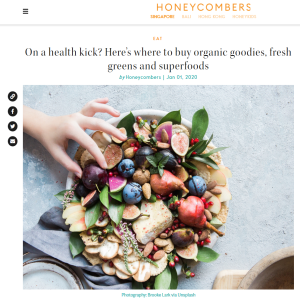 HONEYCOMBERS
SINGAPORE BALI HONG KONG HONEYKIDS
EAT
On a health kick? Here's where to buy organic goodies, fresh
greens and superfoods
by Honeycombers | Jan 01, 2020
Photography: Brooke Lark via Unsplash